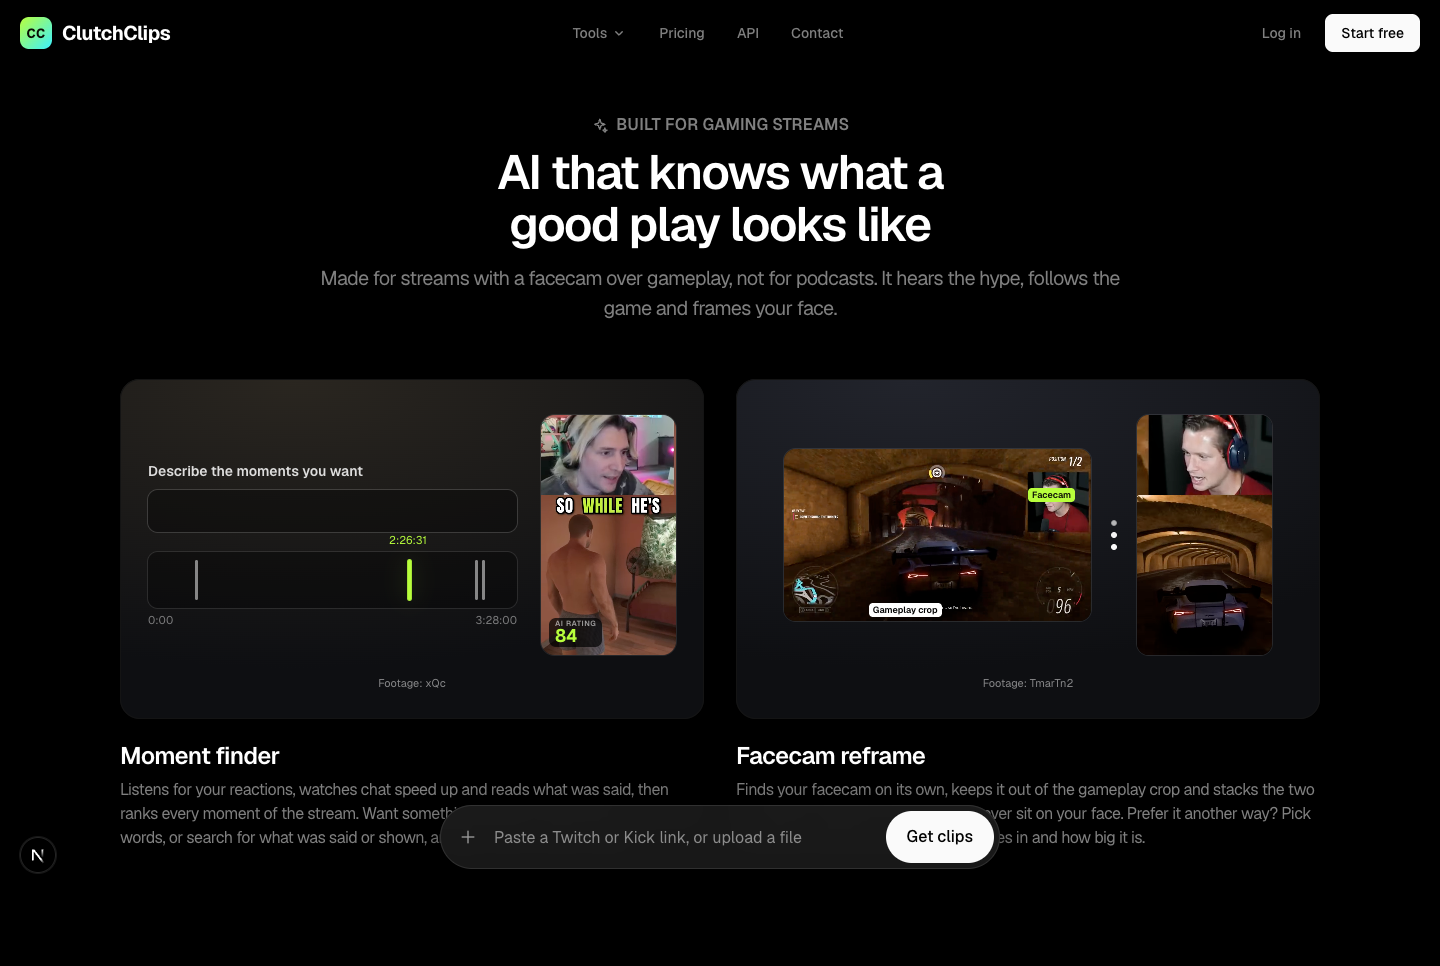 CC ClutchClips
Tools
Pricing
API
Contact
Log in
Start free
BUILT FOR GAMING STREAMS
AI that knows what a
good play looks like
Made for streams with a facecam over gameplay, not for podcasts. It hears the hype, follows the
game and frames your face.
Describe the moments you want
2:26:31
0:00
3:28:00
SO WHILE HE'S
AI RATING
84
Footage: xQc
1/2
Facecam
Gameplay crop
096
Footage: TmarTn2
Moment finder
Listens for your reactions, watches chat speed up and reads what was said, then
ranks every moment of the stream. Want
words, or search for what was said or shown,
Facecam reframe
Finds your facecam on its own, keeps it out of the gameplay crop and stacks the two
sit on your face. Prefer it another way? Pick
in and how big it is.
Paste a Twitch or Kick link, or upload a file
Get clips
N